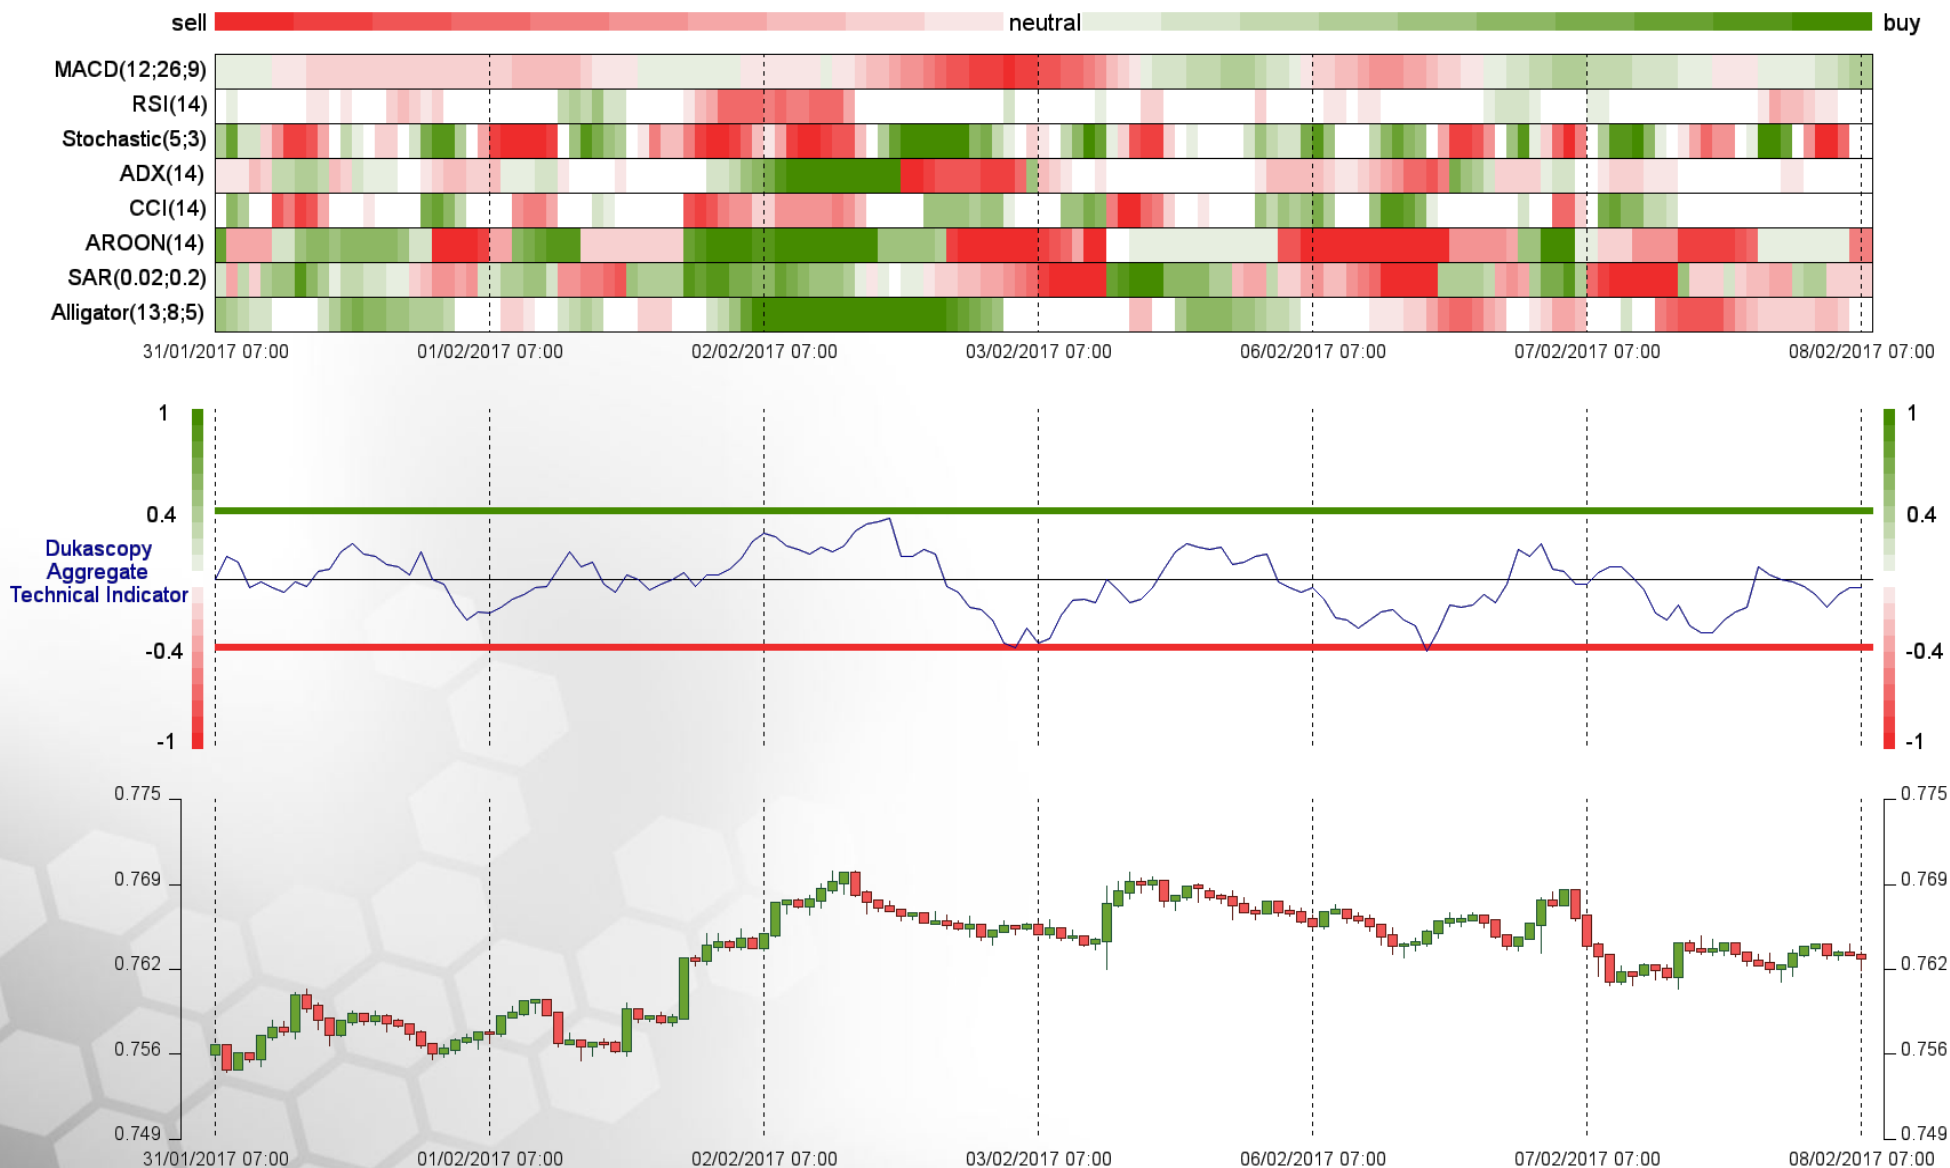 sell neutral buy
MACD(12;26;9)
RSI(14)
Stochastic(5;3)
ADX(14)
CCI(14)
AROON(14)
SAR(0.02;0.2)
Alligator(13;8;5)
31/01/2017 07:00 01/02/2017 07:00 02/02/2017 07:00 03/02/2017 07:00 06/02/2017 07:00 07/02/2017 07:00 08/02/2017 07:00
1 1
0.4 0.4
Dukascopy
Aggregate
Technical Indicator
-0.4 -0.4
-1 -1
0.775 0.775
0.769 0.769
0.762 0.762
0.756 0.756
0.749 0.749
31/01/2017 07:00 01/02/2017 07:00 02/02/2017 07:00 03/02/2017 07:00 06/02/2017 07:00 07/02/2017 07:00 08/02/2017 07:00